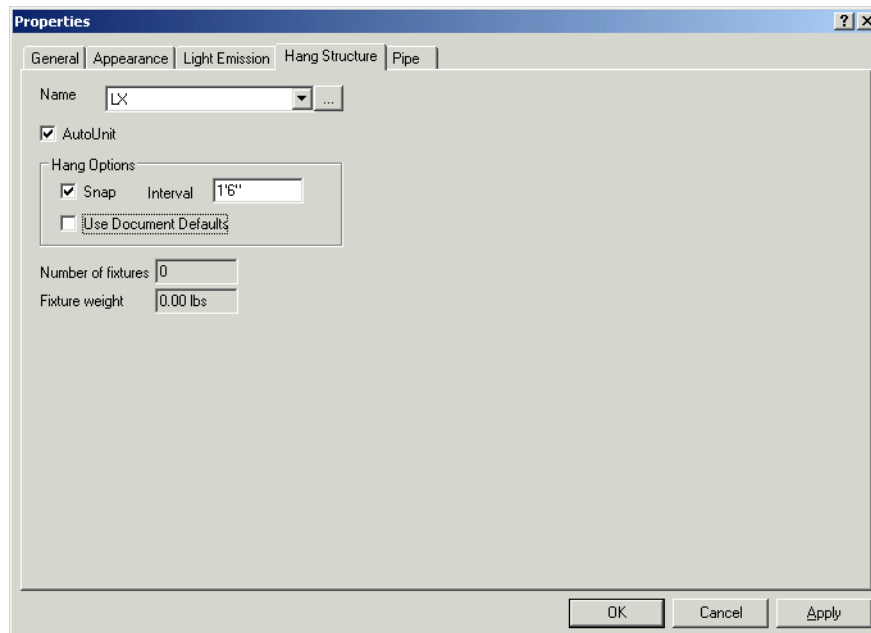 Properties
General Appearance Light Emission Hang Structure Pipe
Name LX ...
AutoUnit
Hang Options
Snap Interval 1'6"
Use Document Defaults
Number of fixtures 0
Fixture weight 0.00 lbs
OK Cancel Apply